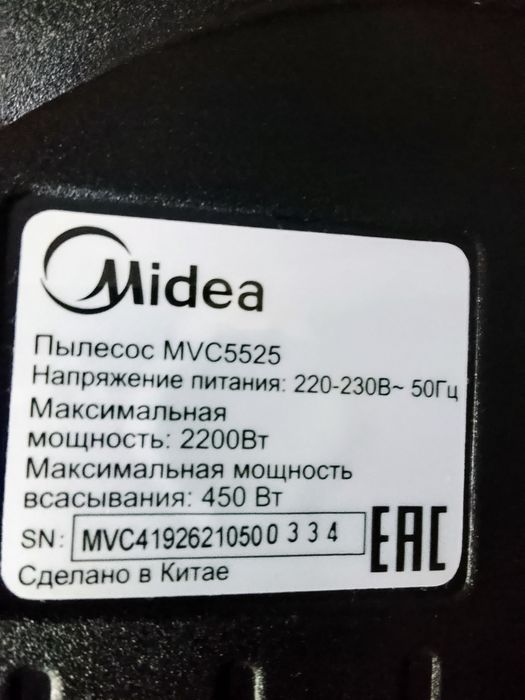 Midea
Пылесос MVC5525
Напряжение питания: 220-230В~ 50Гц
Максимальная
мощность: 2200Вт
Максимальная мощность
всасывания: 450 Вт
SN: MVC41926210500334
Сделано в Китае
EAC